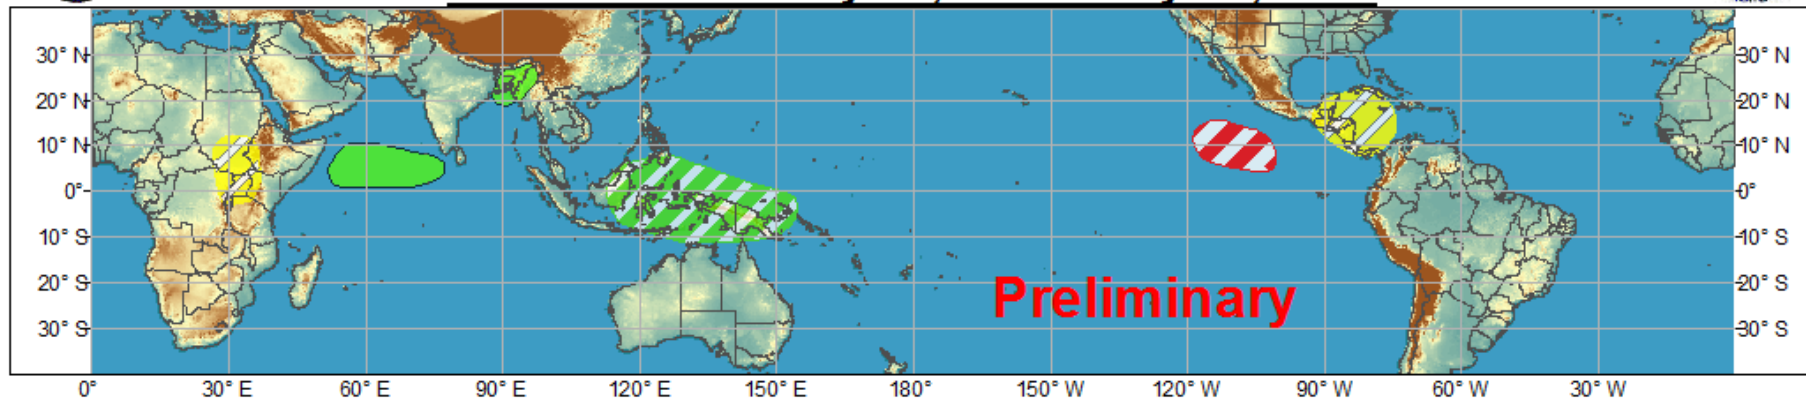 30° N
20° N
10° N
0°
10° S
20° S
30° S
30° N
20° N
10° N
0°
10° S
20° S
30° S
Preliminary
0°
30° E
60° E
90° E
120° E
150° E
180°
150° W
120° W
90° W
60° W
30° W